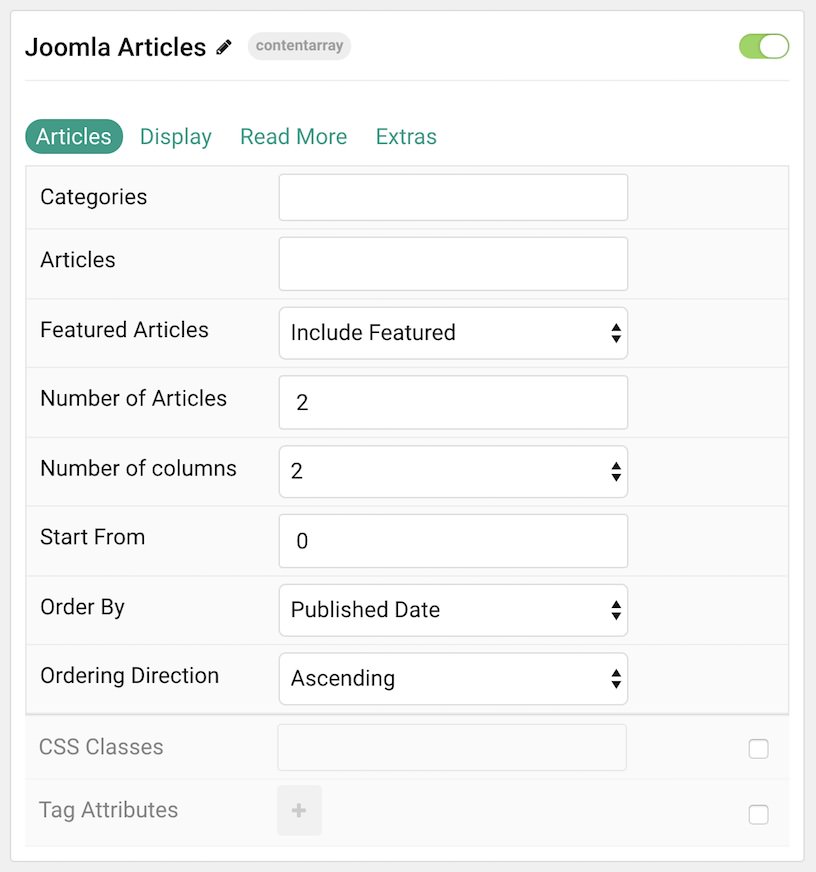 Joomla Articles contentarray
Articles Display Read More Extras
Categories
Articles
Featured Articles Include Featured
Number of Articles 2
Number of columns 2
Start From 0
Order By Published Date
Ordering Direction Ascending
CSS Classes
Tag Attributes +